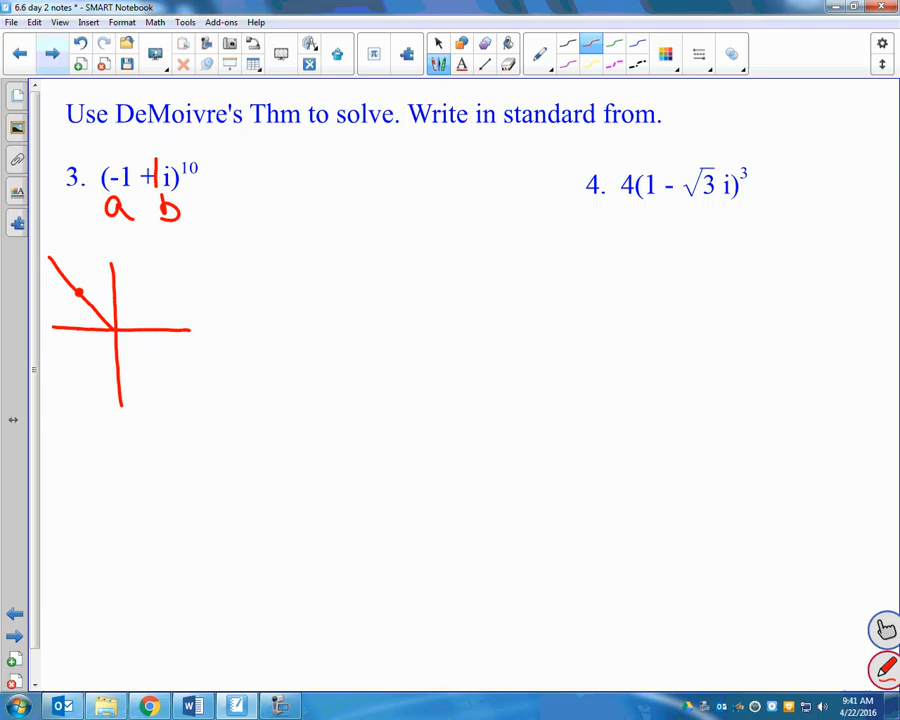 6.6 day 2 notes * - SMART Notebook
File Edit View Insert Format Math Tools Add-ons Help
Use DeMoivre's Thm to solve. Write in standard from.
3. (-1 + 1i)¹⁰
a b
4. 4(1 - √3 i)³
9:41 AM
4/22/2016